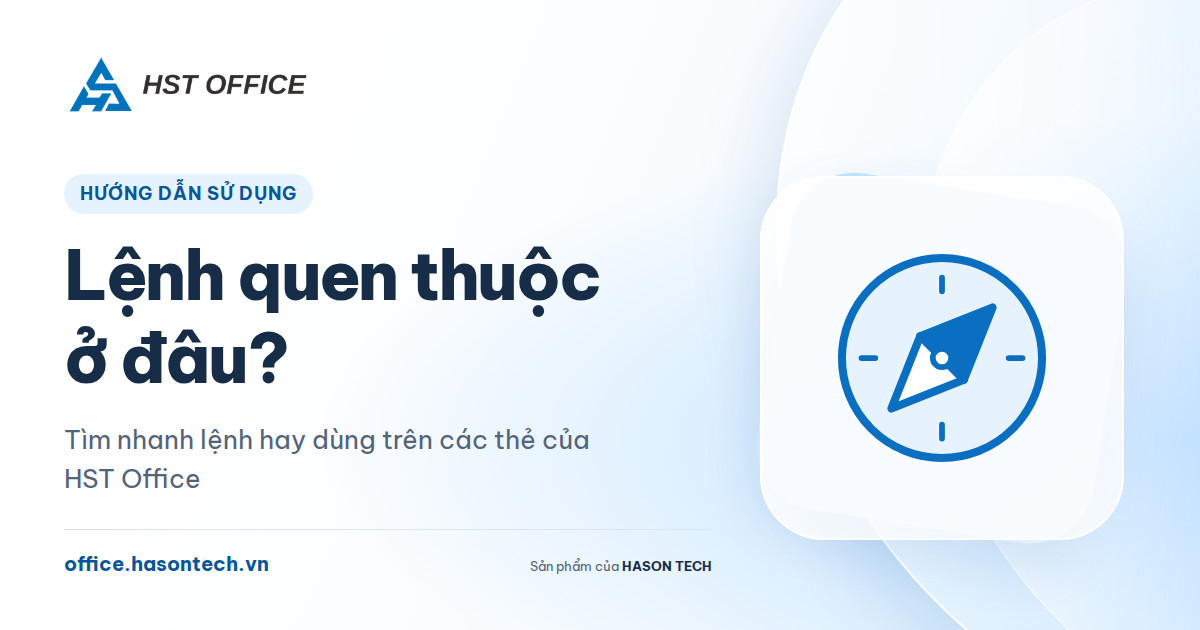 HST OFFICE
HƯỚNG DẪN SỬ DỤNG
Lệnh quen thuộc
ở đâu?
Tìm nhanh lệnh hay dùng trên các thẻ của
HST Office
office.hasontech.vn
Sản phẩm của HASON TECH